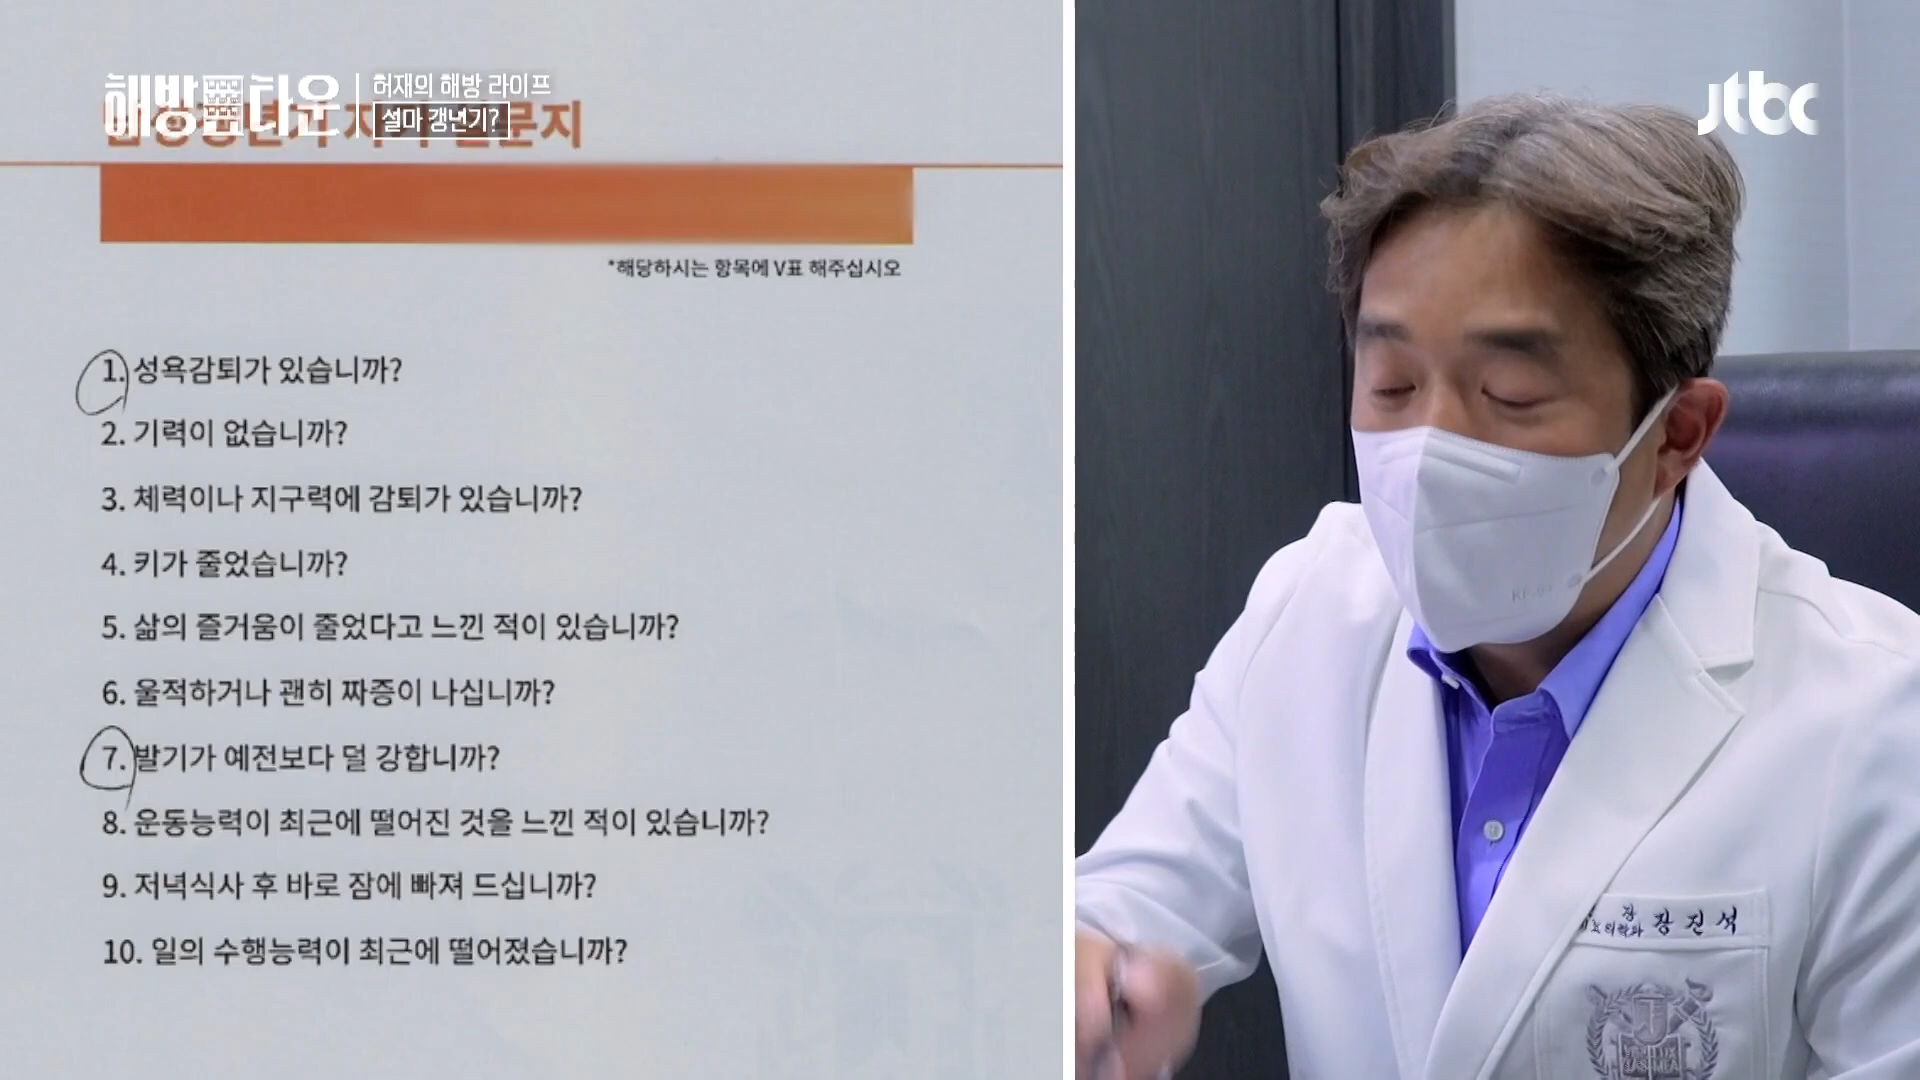 해방타운
허재의 해방 라이프
설마 갱년기?
jtbc
문지
*해당하시는 항목에 V표 해주십시오
1. 성욕감퇴가 있습니까?
2. 기력이 없습니까?
3. 체력이나 지구력에 감퇴가 있습니까?
4. 키가 줄었습니까?
5. 삶의 즐거움이 줄었다고 느낀 적이 있습니까?
6. 울적하거나 괜히 짜증이 나십니까?
7. 발기가 예전보다 덜 강합니까?
8. 운동능력이 최근에 떨어진 것을 느낀 적이 있습니까?
9. 저녁식사 후 바로 잠에 빠져 드십니까?
10. 일의 수행능력이 최근에 떨어졌습니까?
장진석